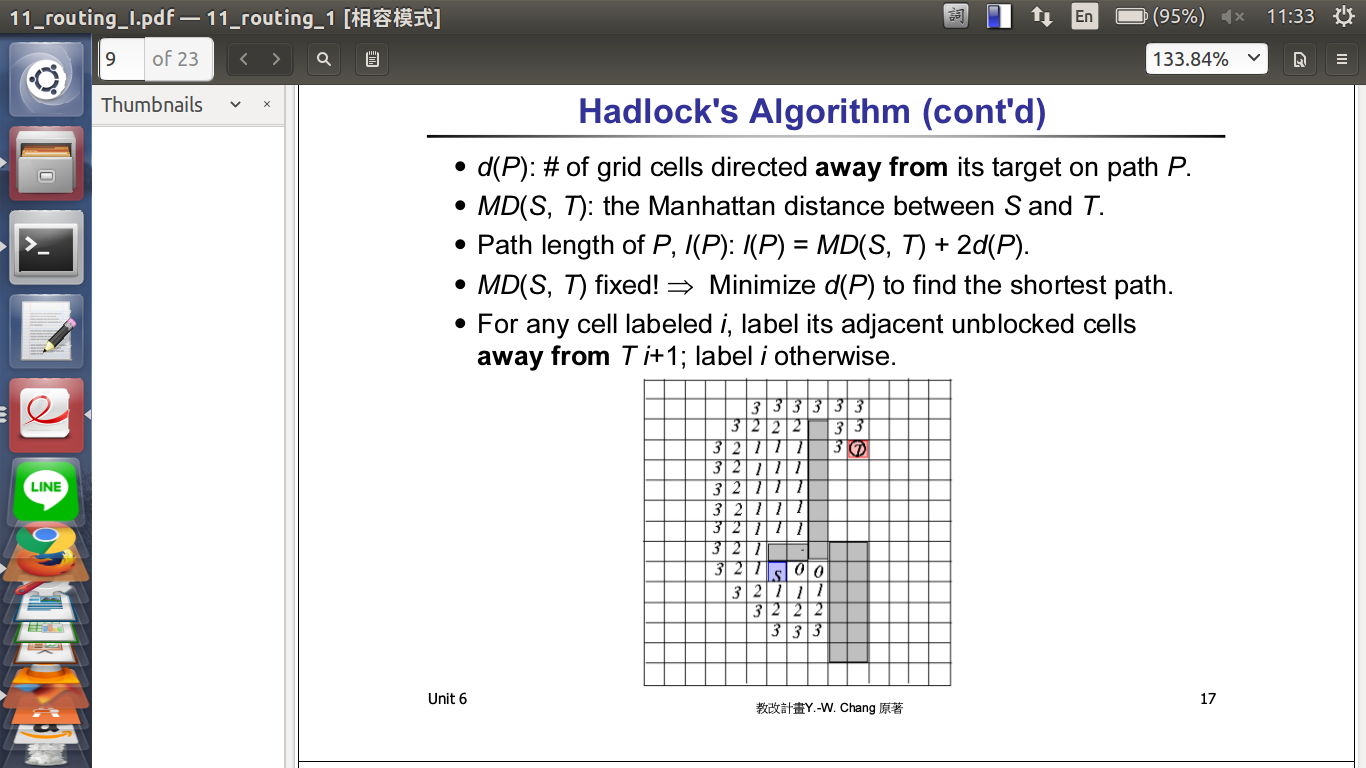 11_routing_I.pdf — 11_routing_1 [相容模式]
詞 En (95%) 11:33
9 of 23 133.84%
Thumbnails
Hadlock's Algorithm (cont'd)
• d(P): # of grid cells directed away from its target on path P.
• MD(S, T): the Manhattan distance between S and T.
• Path length of P, l(P): l(P) = MD(S, T) + 2d(P).
• MD(S, T) fixed! ⇒ Minimize d(P) to find the shortest path.
• For any cell labeled i, label its adjacent unblocked cells
away from T i+1; label i otherwise.
3 3 3 3 3 3
3 2 2 2 3 3
3 2 1 1 1 3 T
3 2 1 1 1
3 2 1 1 1
3 2 1 1 1
3 2 1 1 1
3 2 1
3 2 1 S 0 0
3 2 1 1 1
3 2 2 2
3 3 3
Unit 6
教改計畫Y.-W. Chang 原著
17
LINE